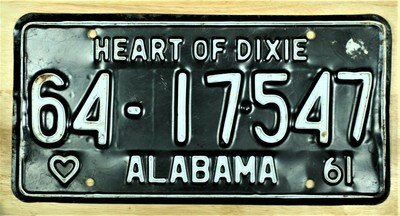 HEART OF DIXIE
64-17547
ALABAMA 61